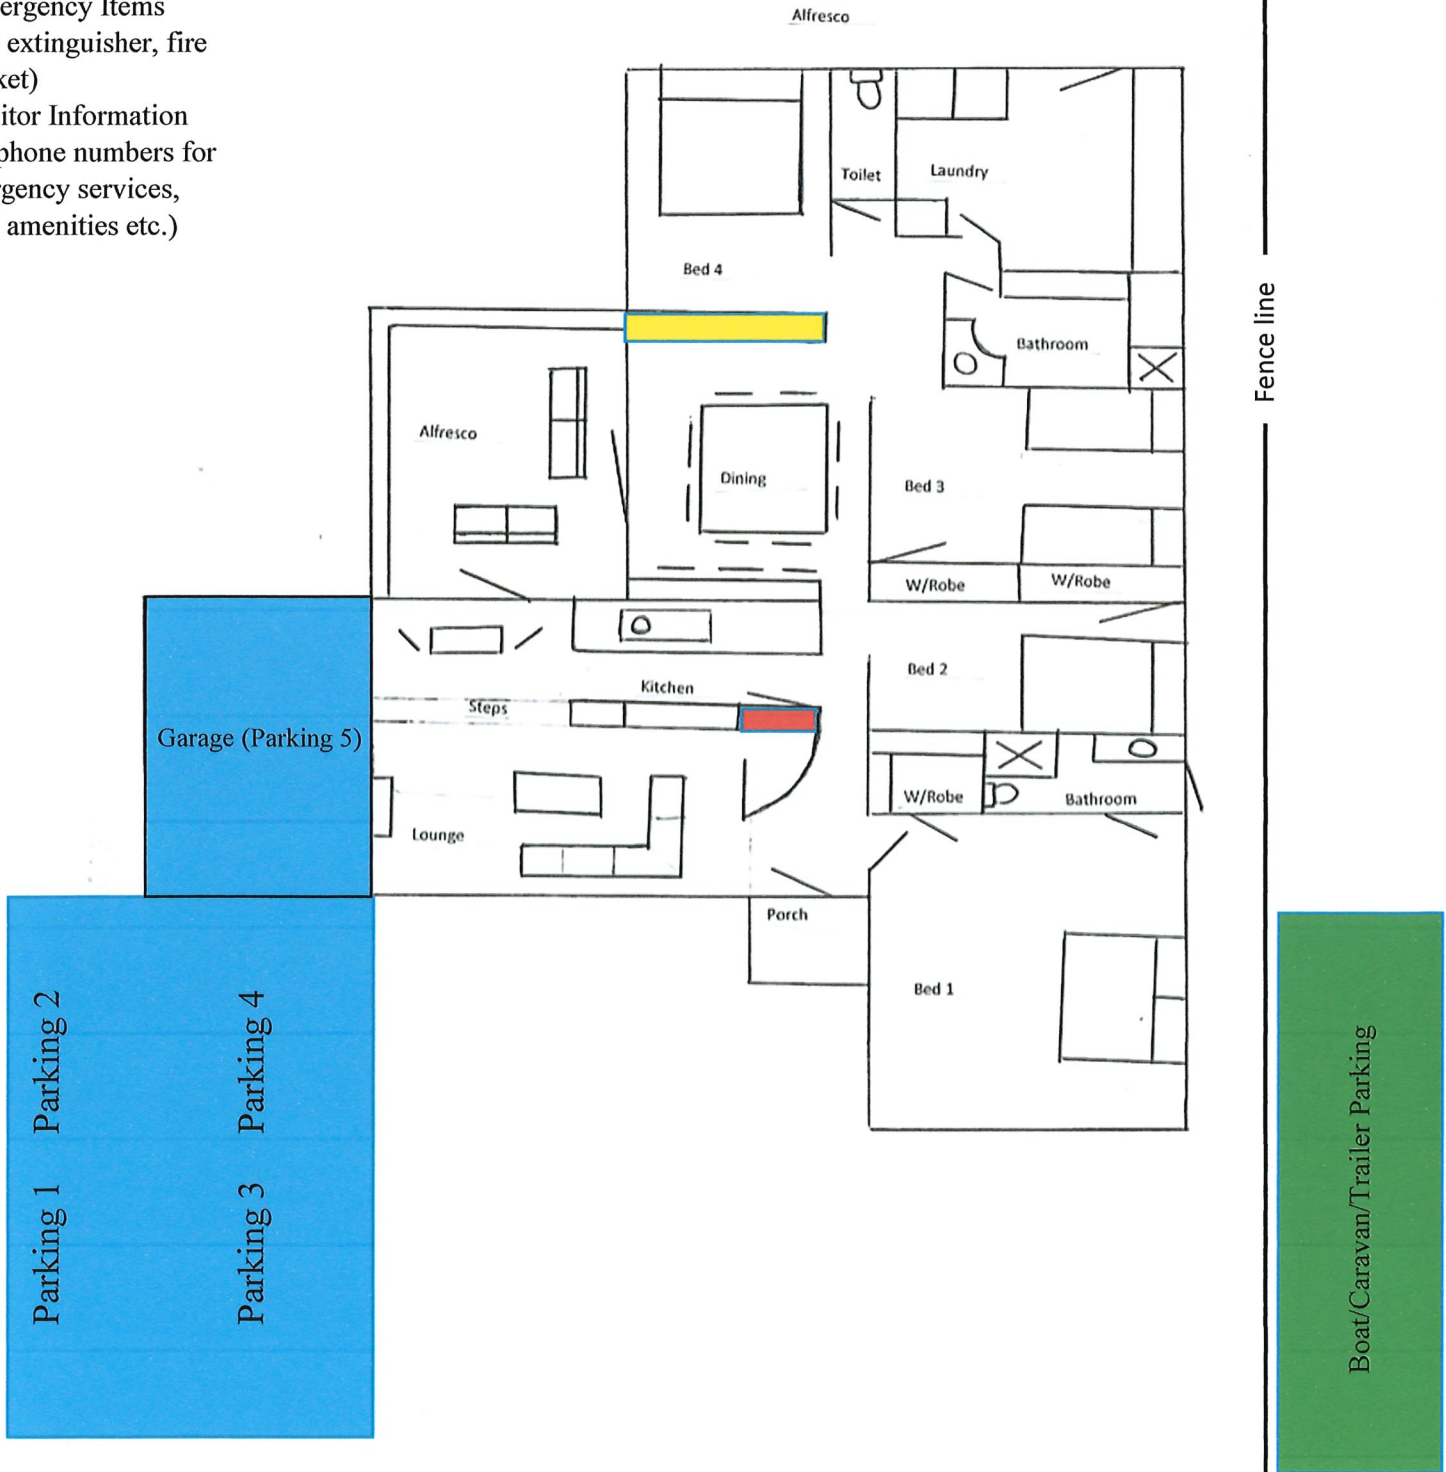 ergency Items
extinguisher, fire
ket)
itor Information
phone numbers for
rgency services,
amenities etc.)
Alfresco
Toilet
Laundry
Bed 4
Bathroom
Fence line
Alfresco
Dining
Bed 3
W/Robe
W/Robe
Bed 2
Kitchen
Steps
Garage (Parking 5)
W/Robe
Bathroom
Lounge
Porch
Bed 1
Parking 2
Parking 4
Parking 1
Parking 3
Boat/Caravan/Trailer Parking